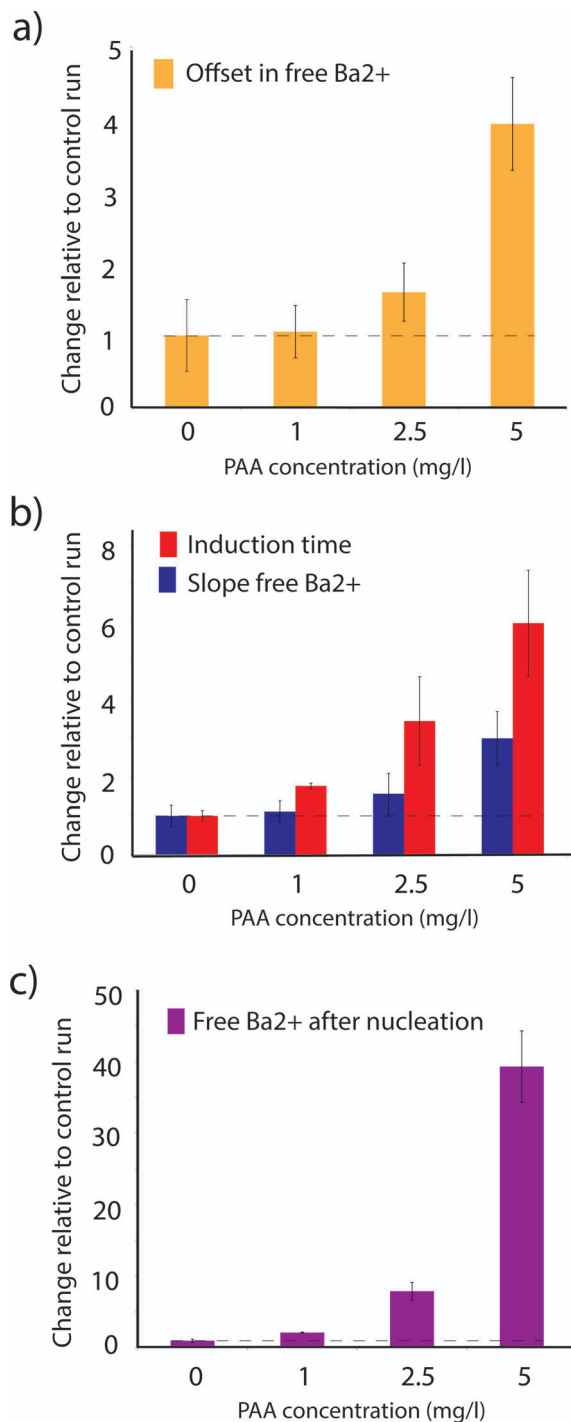 a)
5
Offset in free Ba2+
4
3
2
1
0
Change relative to control run
0 1 2.5 5
PAA concentration (mg/l)
b)
8
Induction time
Slope free Ba2+
6
4
2
0
Change relative to control run
0 1 2.5 5
PAA concentration (mg/l)
c)
50
Free Ba2+ after nucleation
40
30
20
10
0
Change relative to control run
0 1 2.5 5
PAA concentration (mg/l)